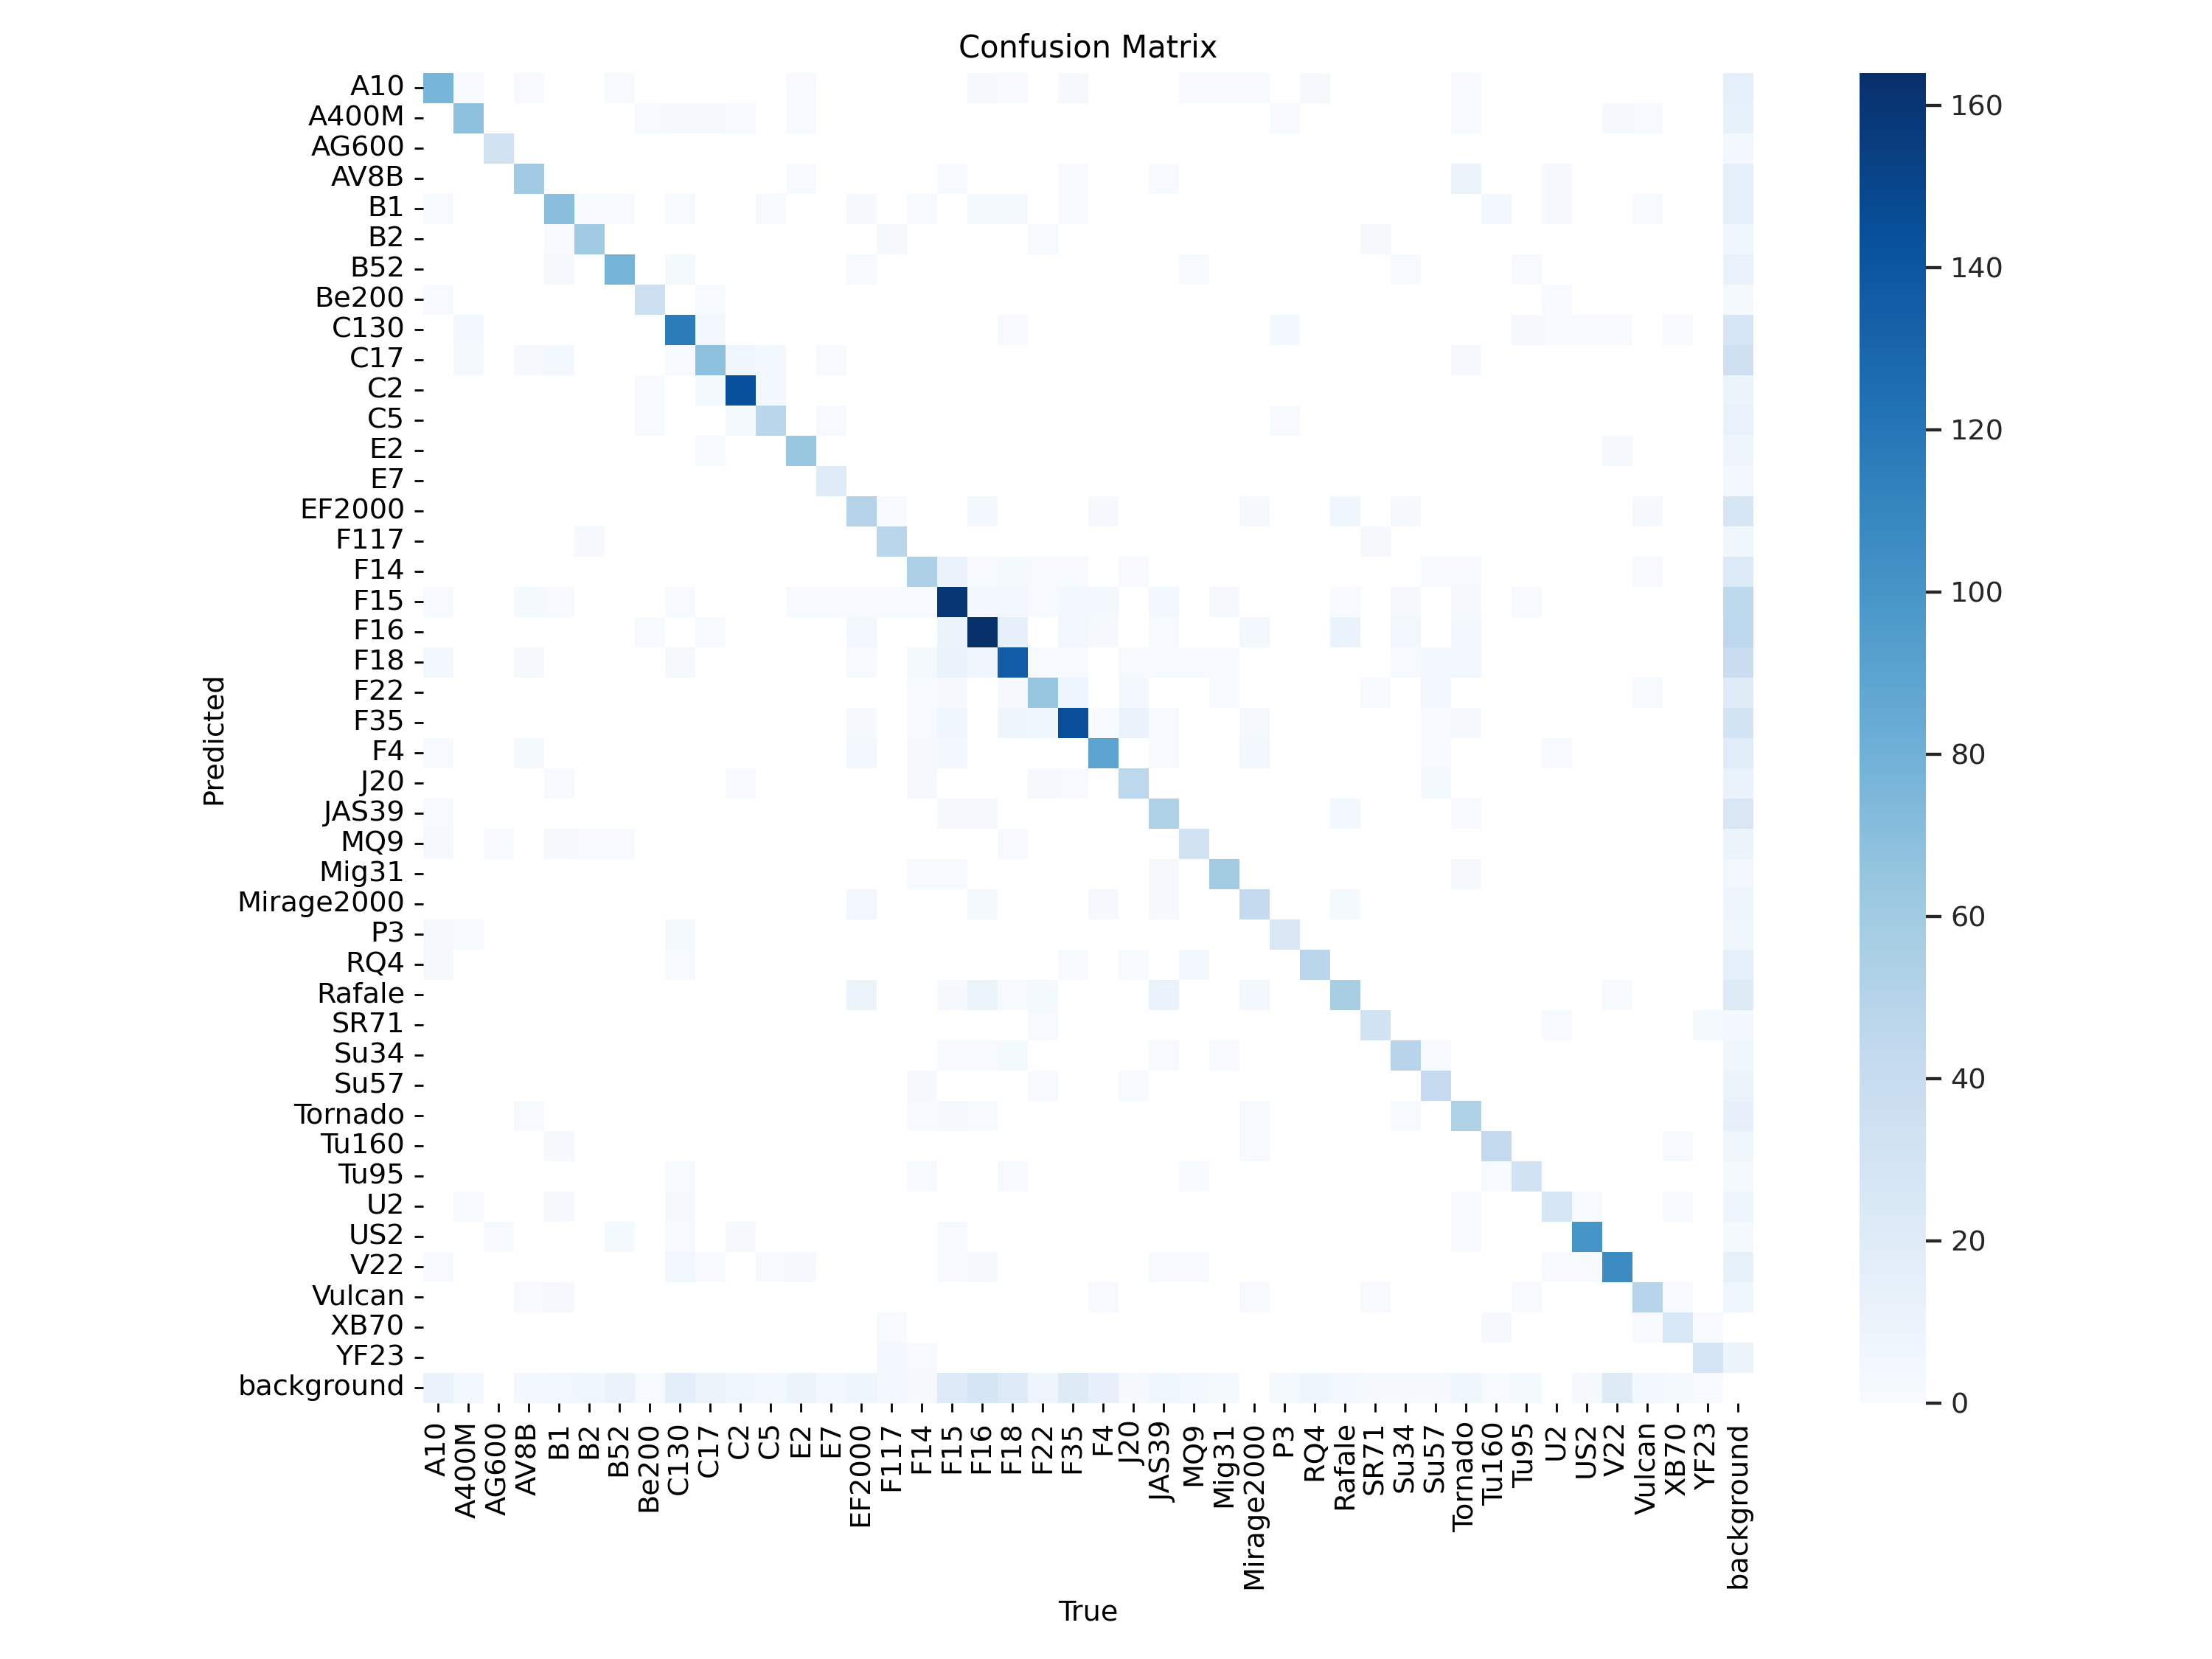 Confusion Matrix
Predicted
A10
A400M
AG600
AV8B
B1
B2
B52
Be200
C130
C17
C2
C5
E2
E7
EF2000
F117
F14
F15
F16
F18
F22
F35
F4
J20
JAS39
MQ9
Mig31
Mirage2000
P3
RQ4
Rafale
SR71
Su34
Su57
Tornado
Tu160
Tu95
U2
US2
V22
Vulcan
XB70
YF23
background
A10
A400M
AG600
AV8B
B1
B2
B52
Be200
C130
C17
C2
C5
E2
E7
EF2000
F117
F14
F15
F16
F18
F22
F35
F4
J20
JAS39
MQ9
Mig31
Mirage2000
P3
RQ4
Rafale
SR71
Su34
Su57
Tornado
Tu160
Tu95
U2
US2
V22
Vulcan
XB70
YF23
background
True
160
140
120
100
80
60
40
20
0